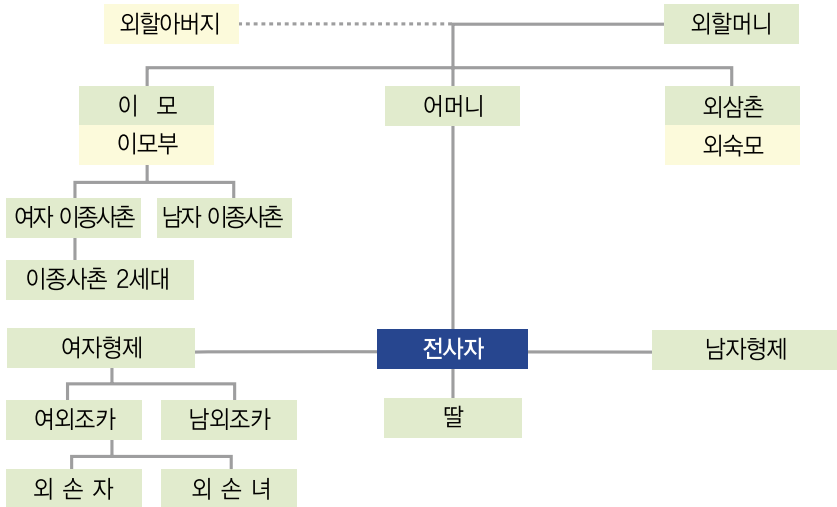 외할아버지
외할머니
이 모
이모부
어머니
외삼촌
외숙모
여자 이종사촌
남자 이종사촌
이종사촌 2세대
여자형제
전사자
남자형제
여외조카
남외조카
딸
외 손 자
외 손 녀